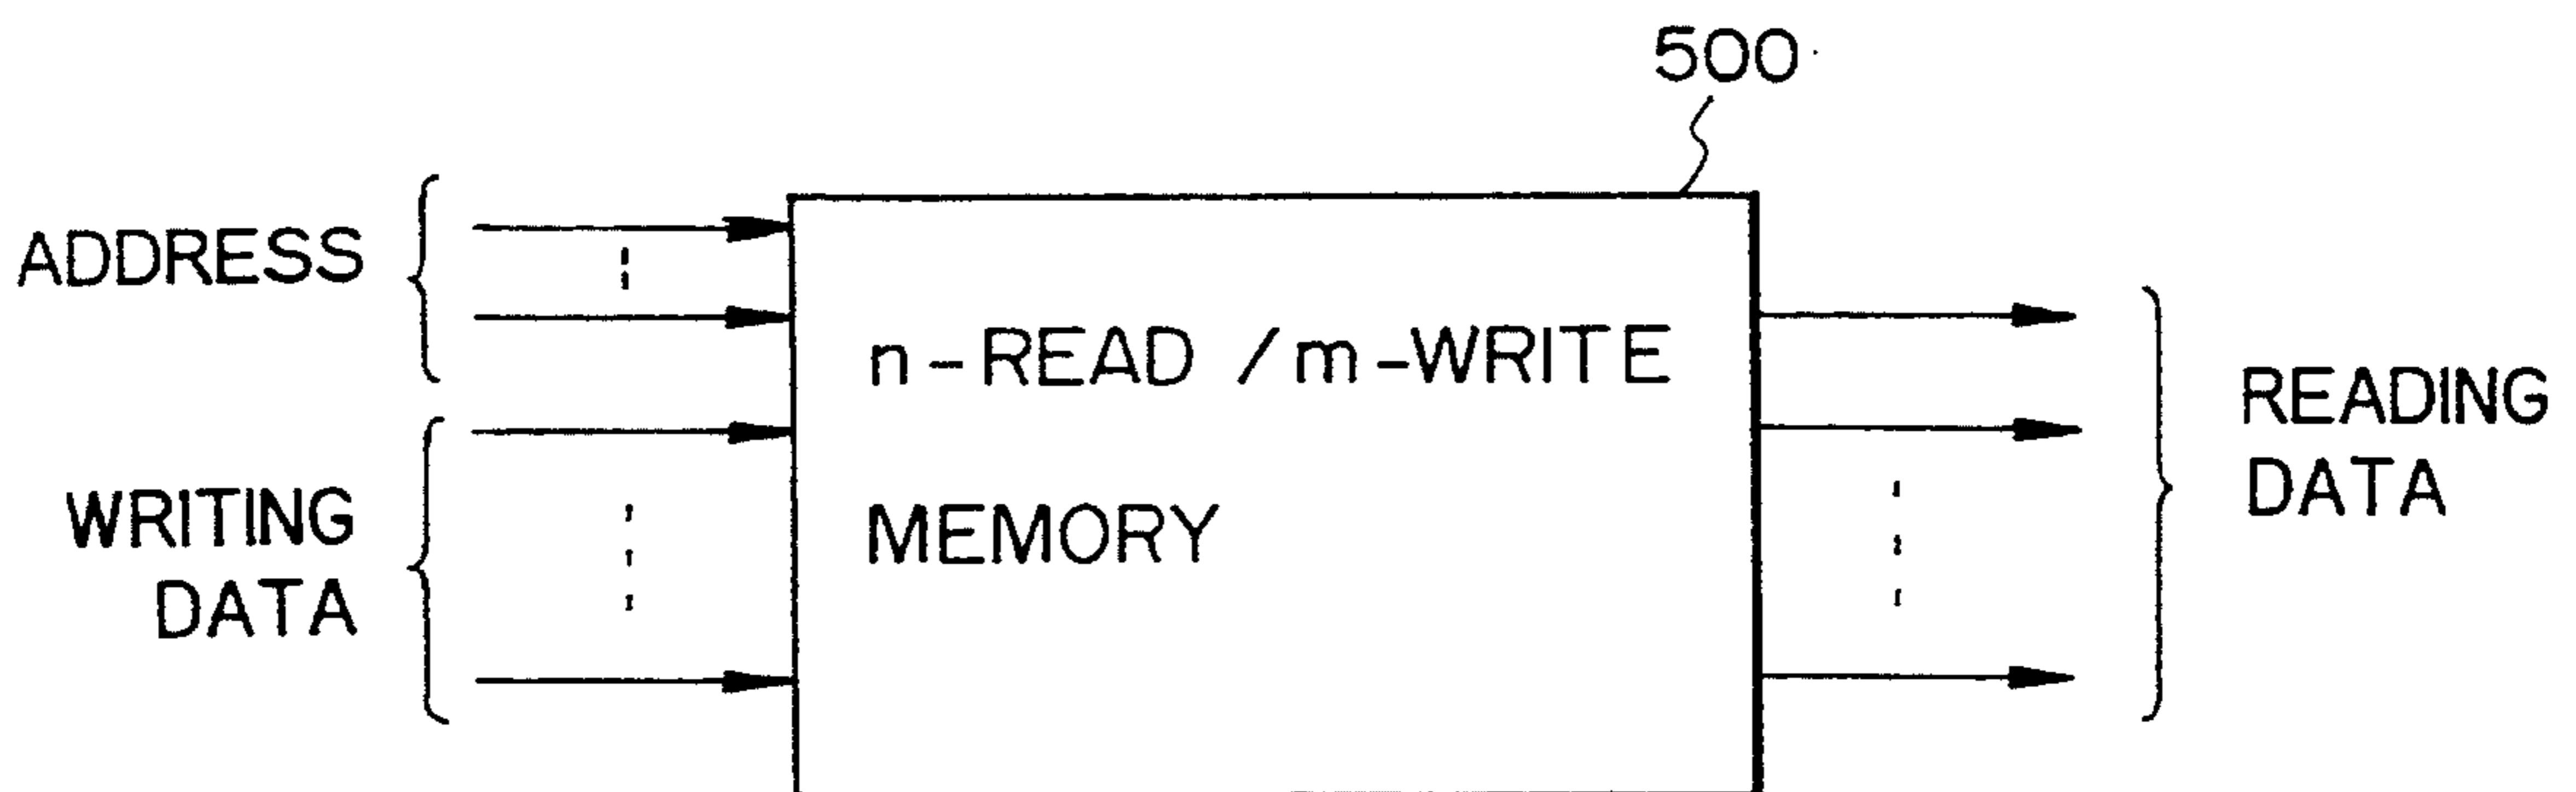 500
ADDRESS
n-READ /m-WRITE
MEMORY
WRITING
DATA
READING
DATA